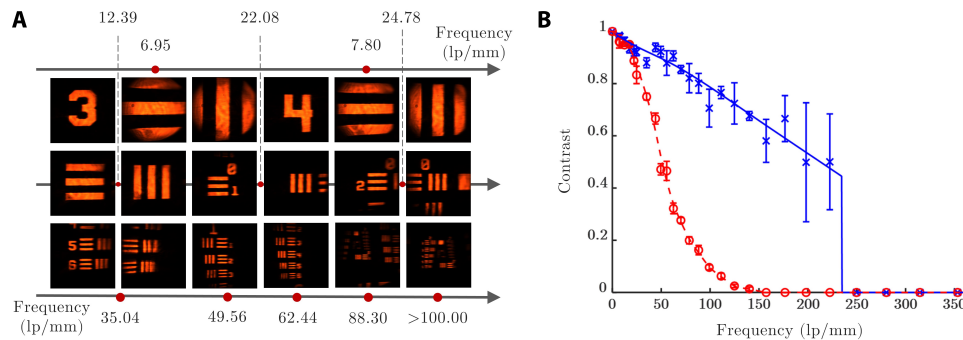 A
12.39 22.08 24.78
6.95 7.80 Frequency
(lp/mm)
3 4
0
1 2 0
5
6
Frequency
(lp/mm)
35.04 49.56 62.44 88.30 >100.00
B
1
0.8
0.6
0.4
0.2
0
Contrast
0 50 100 150 200 250 300 350
Frequency (lp/mm)